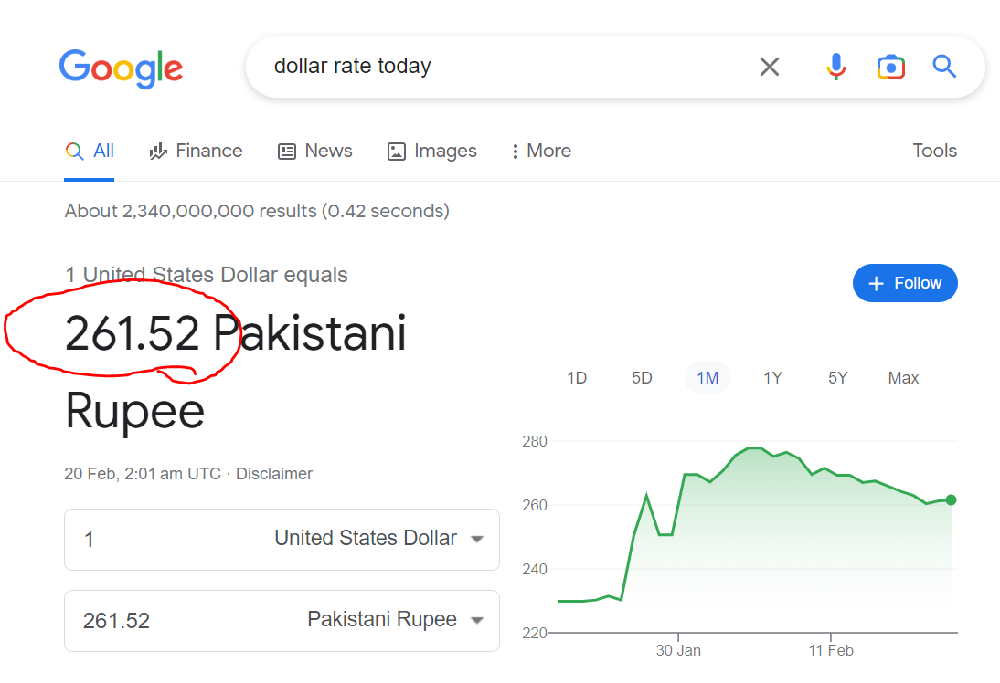 Google
dollar rate today
All Finance News Images More Tools
About 2,340,000,000 results (0.42 seconds)
1 United States Dollar equals
261.52 Pakistani
Rupee
20 Feb, 2:01 am UTC · Disclaimer
1 United States Dollar
261.52 Pakistani Rupee
+ Follow
1D 5D 1M 1Y 5Y Max
280
260
240
220
30 Jan 11 Feb